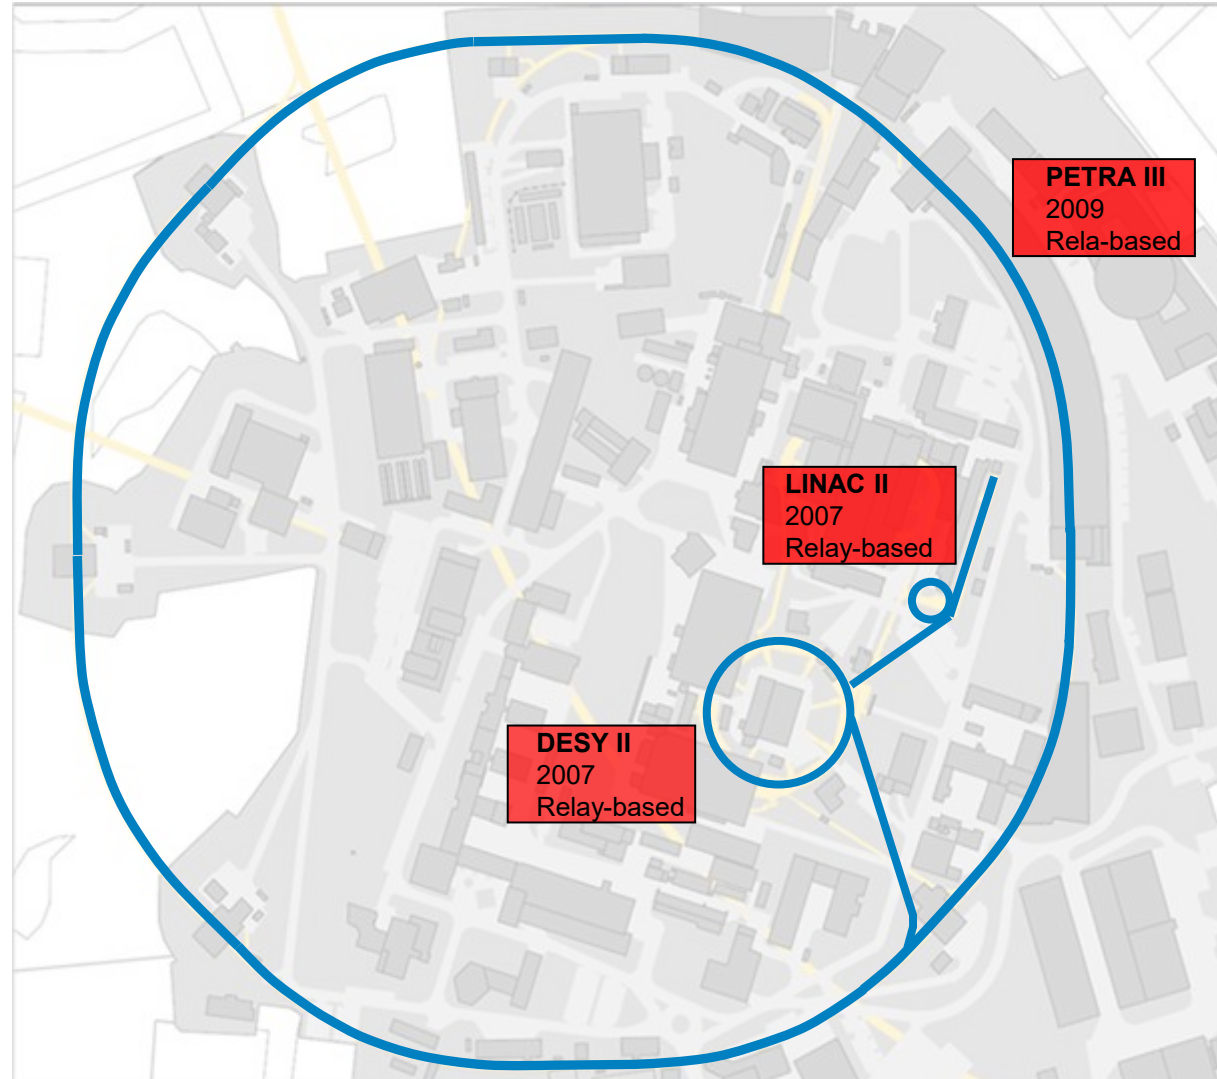 PETRA III
2009
Rela-based
LINAC II
2007
Relay-based
DESY II
2007
Relay-based